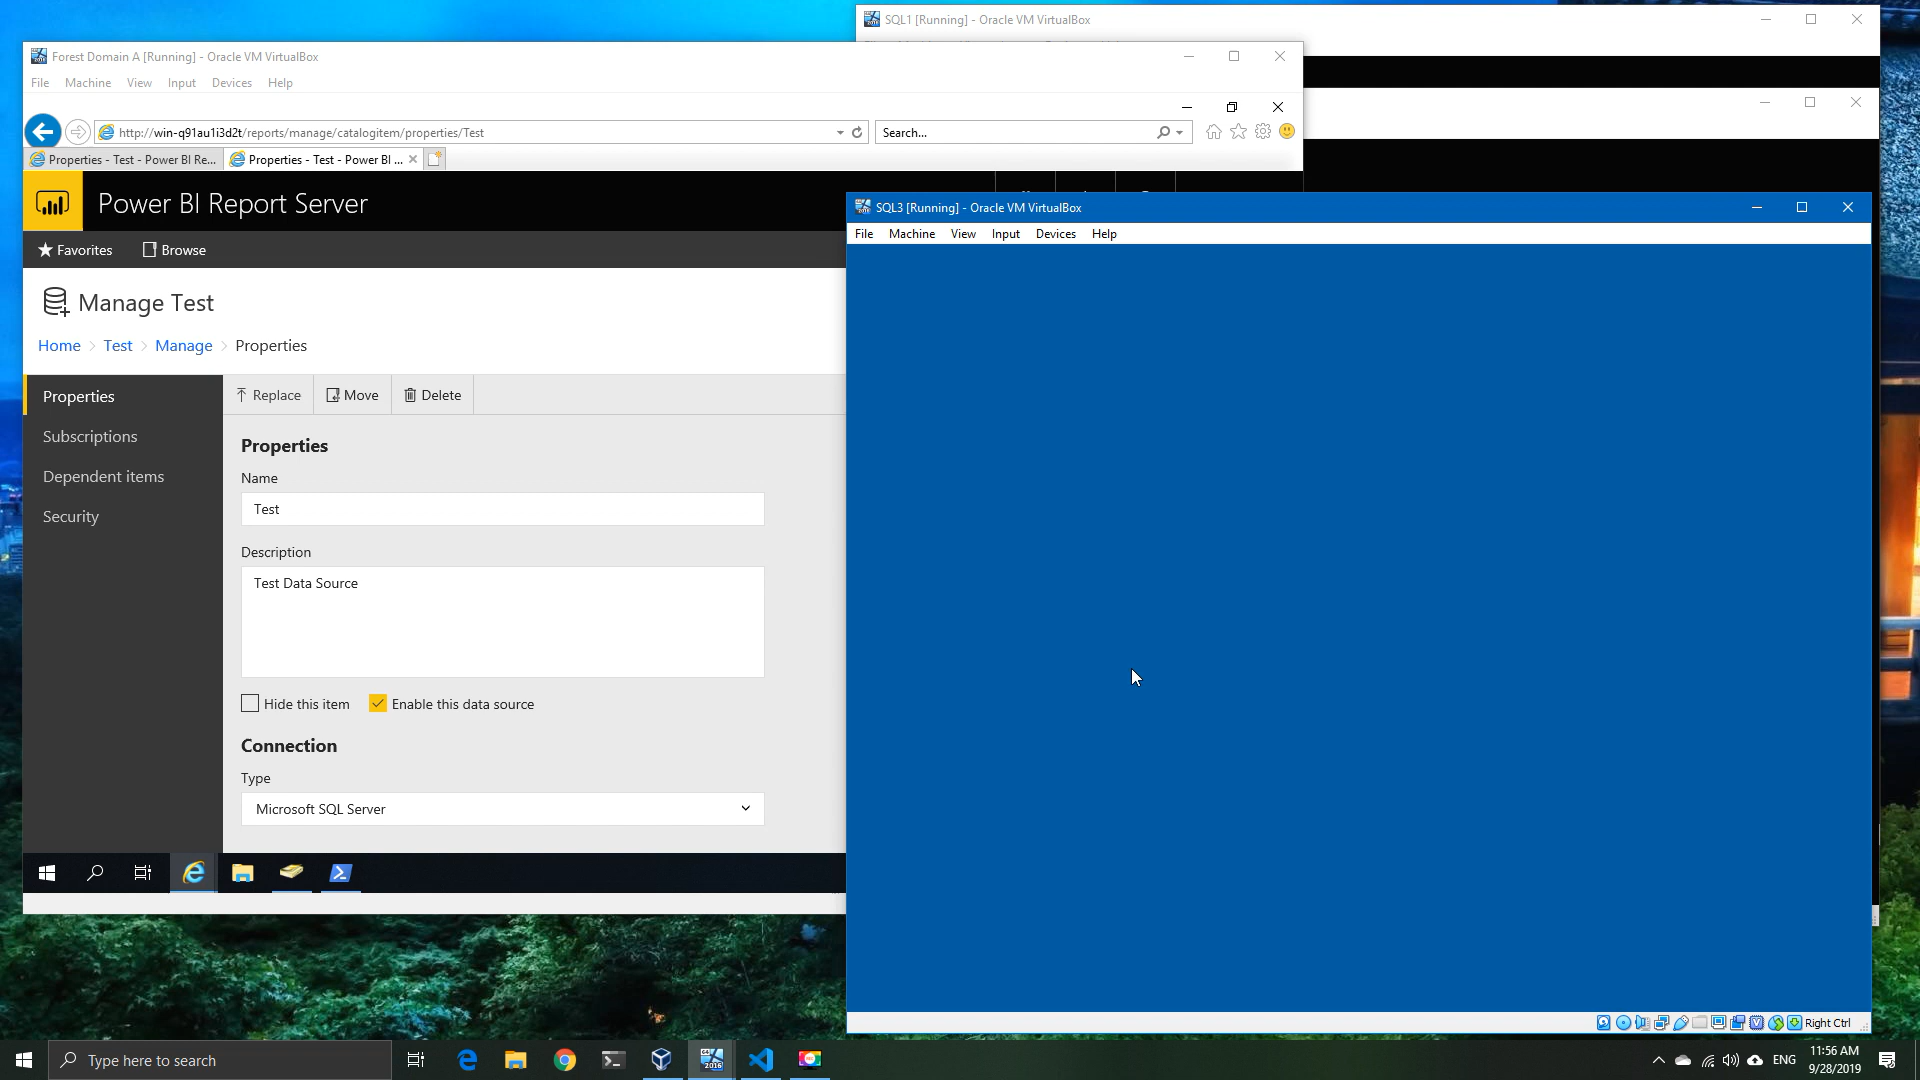 SQL1 [Running] - Oracle VM VirtualBox
Forest Domain A [Running] - Oracle VM VirtualBox
File Machine View Input Devices Help
http://win-q91au1i3d2t/reports/manage/catalogitem/properties/Test
Search...
Properties - Test - Power BI Re...
Properties - Test - Power BI ...
Power BI Report Server
Favorites
Browse
Manage Test
Home > Test > Manage > Properties
Properties
Subscriptions
Dependent items
Security
Replace
Move
Delete
Properties
Name
Test
Description
Test Data Source
Hide this item
Enable this data source
Connection
Type
Microsoft SQL Server
SQL3 [Running] - Oracle VM VirtualBox
File Machine View Input Devices Help
Right Ctrl
Type here to search
ENG
11:56 AM
9/28/2019